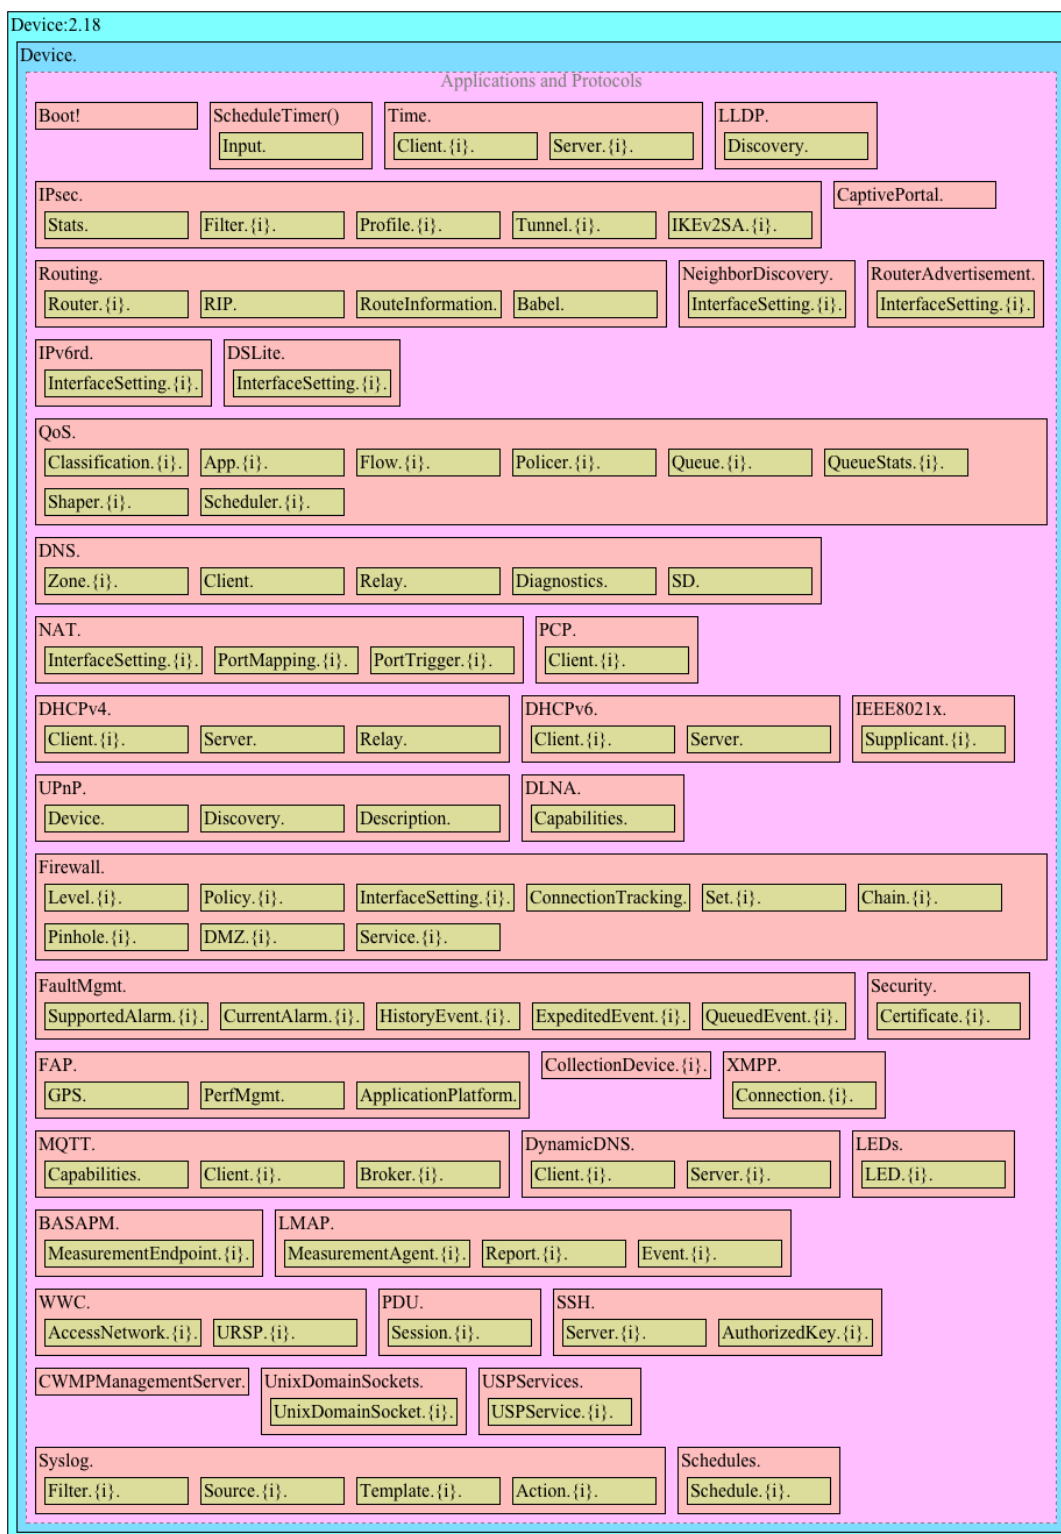 Device:2.18
Device.
Applications and Protocols
Boot! ScheduleTimer() Time. LLDP.
Input. Client.{i}. Server.{i}. Discovery.
IPsec. CaptivePortal.
Stats. Filter.{i}. Profile.{i}. Tunnel.{i}. IKEv2SA.{i}.
Routing. NeighborDiscovery. RouterAdvertisement.
Router.{i}. RIP. RouteInformation. Babel. InterfaceSetting.{i}. InterfaceSetting.{i}.
IPv6rd. DSLite.
InterfaceSetting.{i}. InterfaceSetting.{i}.
QoS.
Classification.{i}. App.{i}. Flow.{i}. Policer.{i}. Queue.{i}. QueueStats.{i}.
Shaper.{i}. Scheduler.{i}.
DNS.
Zone.{i}. Client. Relay. Diagnostics. SD.
NAT. PCP.
InterfaceSetting.{i}. PortMapping.{i}. PortTrigger.{i}. Client.{i}.
DHCPv4. DHCPv6. IEEE8021x.
Client.{i}. Server. Relay. Client.{i}. Server. Supplicant.{i}.
UPnP. DLNA.
Device. Discovery. Description. Capabilities.
Firewall.
Level.{i}. Policy.{i}. InterfaceSetting.{i}. ConnectionTracking. Set.{i}. Chain.{i}.
Pinhole.{i}. DMZ.{i}. Service.{i}.
FaultMgmt. Security.
SupportedAlarm.{i}. CurrentAlarm.{i}. HistoryEvent.{i}. ExpeditedEvent.{i}. QueuedEvent.{i}. Certificate.{i}.
FAP. CollectionDevice.{i}. XMPP.
GPS. PerfMgmt. ApplicationPlatform. Connection.{i}.
MQTT. DynamicDNS. LEDs.
Capabilities. Client.{i}. Broker.{i}. Client.{i}. Server.{i}. LED.{i}.
BASAPM. LMAP.
MeasurementEndpoint.{i}. MeasurementAgent.{i}. Report.{i}. Event.{i}.
WWC. PDU. SSH.
AccessNetwork.{i}. URSP.{i}. Session.{i}. Server.{i}. AuthorizedKey.{i}.
CWMPManagementServer. UnixDomainSockets. USPServices.
UnixDomainSocket.{i}. USPService.{i}.
Syslog. Schedules.
Filter.{i}. Source.{i}. Template.{i}. Action.{i}. Schedule.{i}.